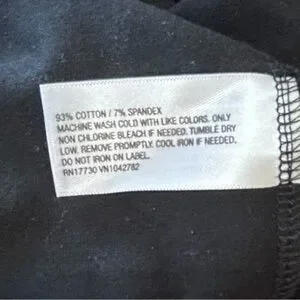 93% COTTON / 7% SPANDEX
MACHINE WASH COLD WITH LIKE COLORS. ONLY
NON CHLORINE BLEACH IF NEEDED. TUMBLE DRY
LOW. REMOVE PROMPTLY. COOL IRON IF NEEDED.
DO NOT IRON ON LABEL.
RN17730 VN1042782